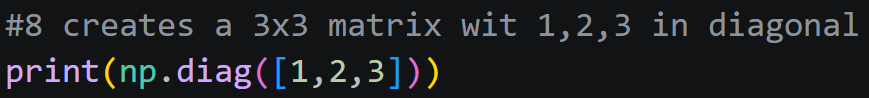 #8 creates a 3x3 matrix wit 1,2,3 in diagonal
print(np.diag([1,2,3]))